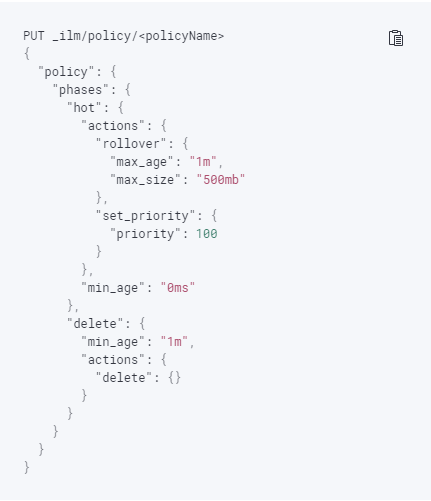 PUT _ilm/policy/<policyName>
{
  "policy": {
    "phases": {
      "hot": {
        "actions": {
          "rollover": {
            "max_age": "1m",
            "max_size": "500mb"
          },
          "set_priority": {
            "priority": 100
          }
        },
        "min_age": "0ms"
      },
      "delete": {
        "min_age": "1m",
        "actions": {
          "delete": {}
        }
      }
    }
  }
}